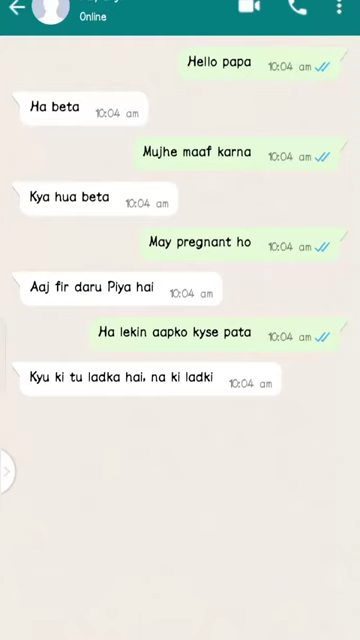 Online
Hello papa 10:04 am
Ha beta 10:04 am
Mujhe maaf karna 10:04 am
Kya hua beta 10:04 am
May pregnant ho 10:04 am
Aaj fir daru Piya hai 10:04 am
Ha lekin aapko kyse pata 10:04 am
Kyu ki tu ladka hai, na ki ladki 10:04 am